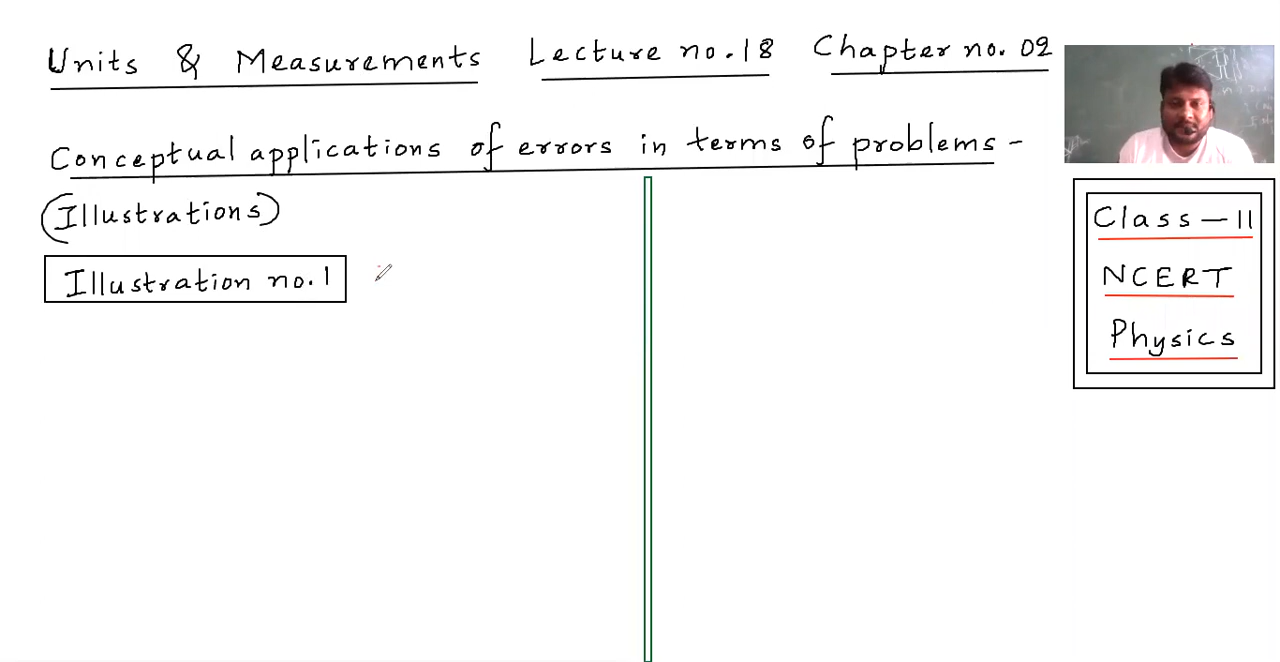 Units & Measurements Lecture no.18 Chapter no. 02
Conceptual applications of errors in terms of problems -
(Illustrations)
Illustration no.1
Class - 11
NCERT
Physics